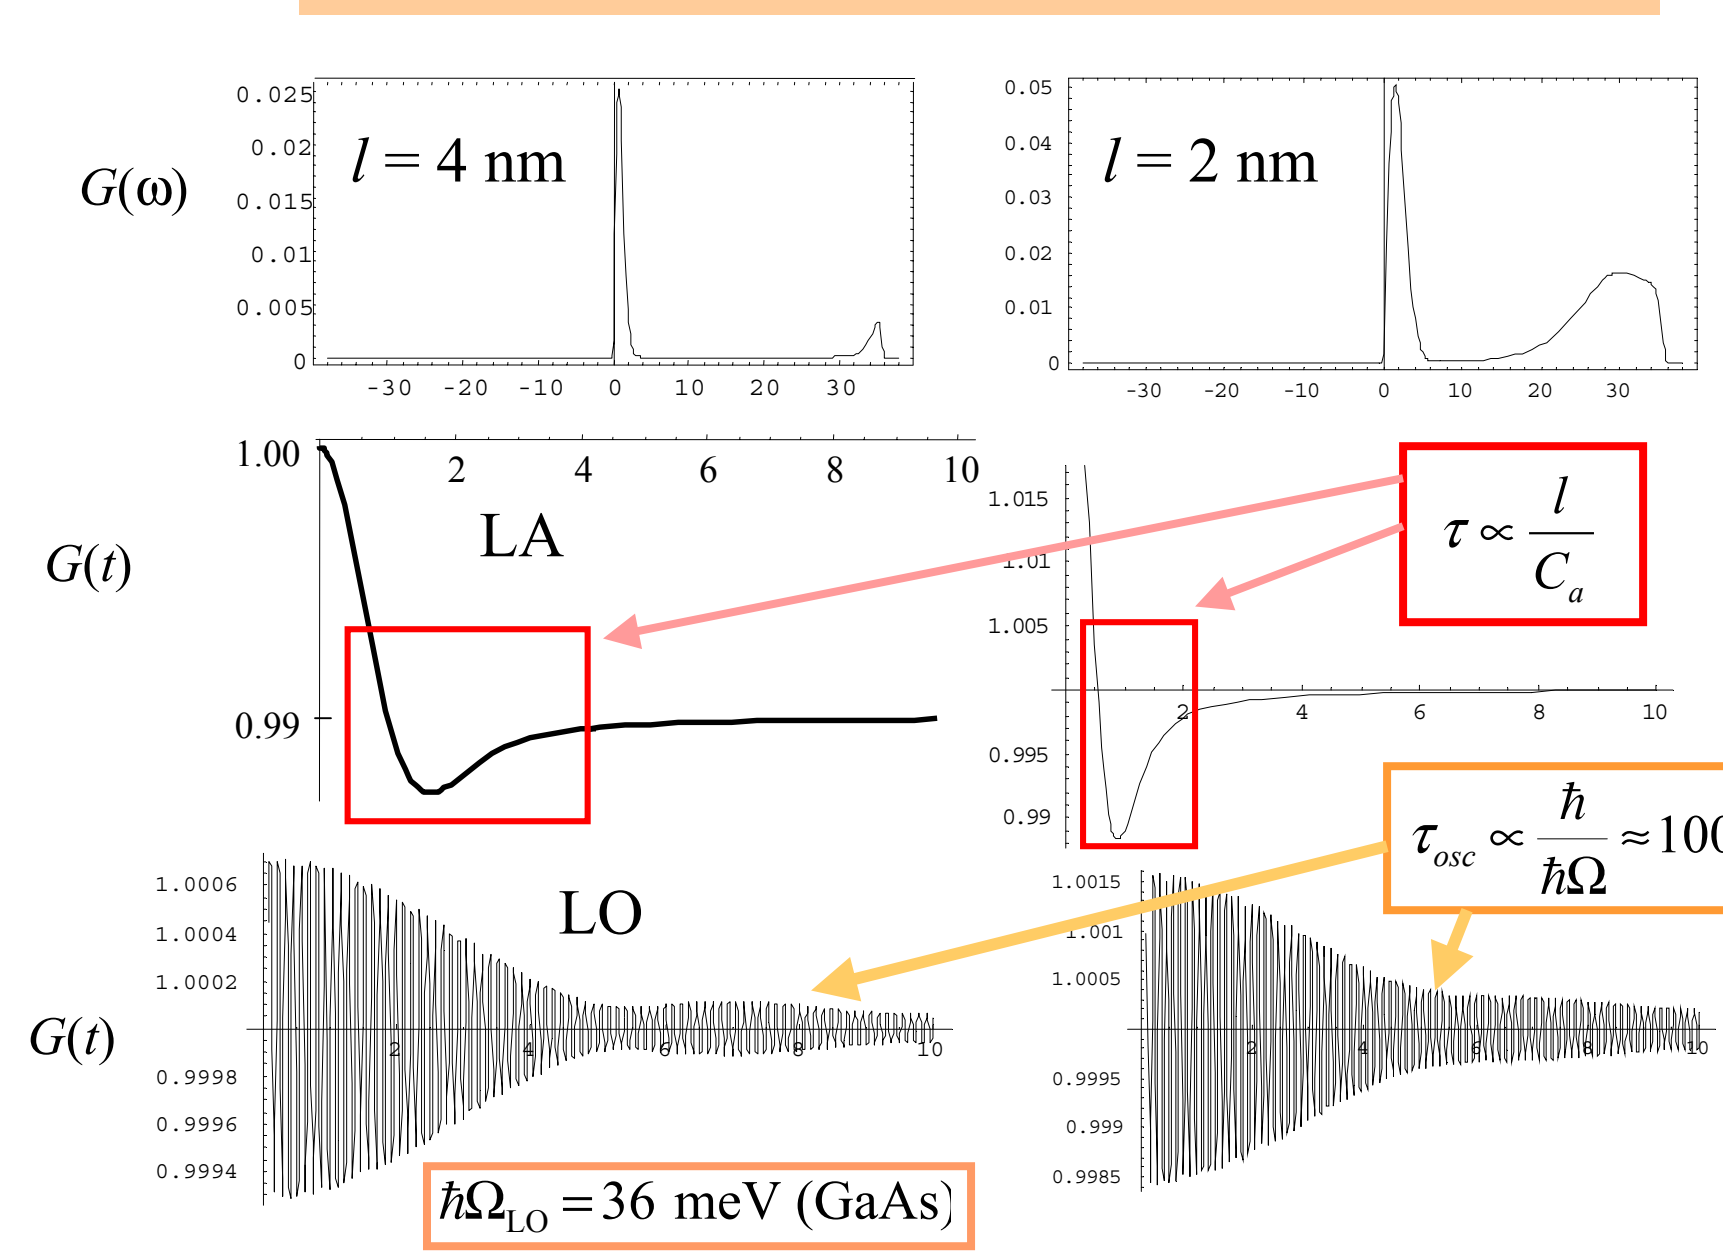 G(ω)
0.025
0.02
0.015
0.01
0.005
0
l = 4 nm
-30 -20 -10 0 10 20 30
0.05
0.04
0.03
0.02
0.01
0
l = 2 nm
-30 -20 -10 0 10 20 30
G(t)
1.00
0.99
2 4 6 8 10
LA
1.015
1.01
1.005
0.995
0.99
2 4 6 8 10
τ ∝ l / C_a
τ_osc ∝ ℏ / ℏΩ ≈ 100
G(t)
1.0006
1.0004
1.0002
0.9998
0.9996
0.9994
2 4 6 8 10
LO
1.0015
1.001
1.0005
0.9995
0.999
0.9985
2 4 6 8 10
ℏΩ_LO = 36 meV (GaAs)